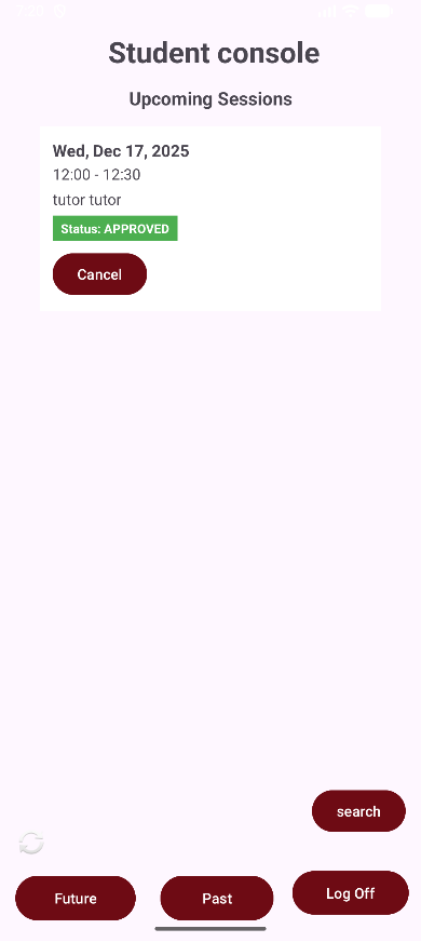 Student console
Upcoming Sessions
Wed, Dec 17, 2025
12:00 - 12:30
tutor tutor
Status: APPROVED
Cancel
search
Future
Past
Log Off